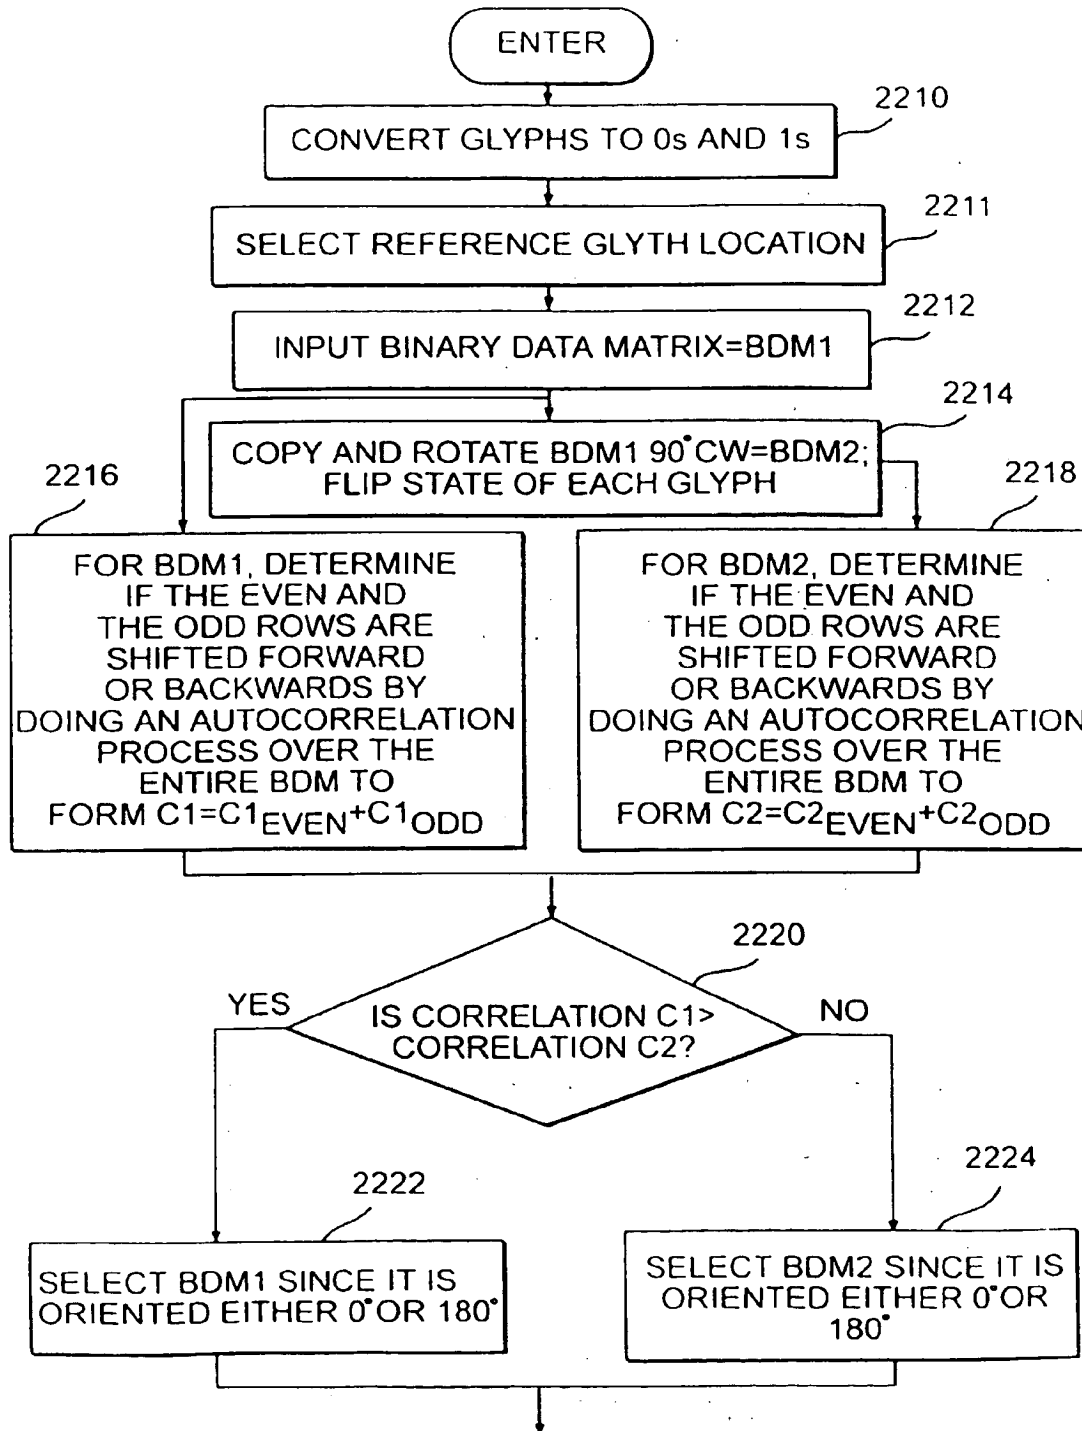 ENTER
2210
CONVERT GLYPHS TO 0s AND 1s
2211
SELECT REFERENCE GLYTH LOCATION
2212
INPUT BINARY DATA MATRIX=BDM1
2214
COPY AND ROTATE BDM1 90°CW=BDM2;
FLIP STATE OF EACH GLYPH
2216
FOR BDM1, DETERMINE
IF THE EVEN AND
THE ODD ROWS ARE
SHIFTED FORWARD
OR BACKWARDS BY
DOING AN AUTOCORRELATION
PROCESS OVER THE
ENTIRE BDM TO
FORM C1=C1EVEN+C1ODD
2218
FOR BDM2, DETERMINE
IF THE EVEN AND
THE ODD ROWS ARE
SHIFTED FORWARD
OR BACKWARDS BY
DOING AN AUTOCORRELATION
PROCESS OVER THE
ENTIRE BDM TO
FORM C2=C2EVEN+C2ODD
2220
IS CORRELATION C1>
CORRELATION C2?
YES
NO
2222
SELECT BDM1 SINCE IT IS
ORIENTED EITHER 0°OR 180°
2224
SELECT BDM2 SINCE IT IS
ORIENTED EITHER 0°OR
180°